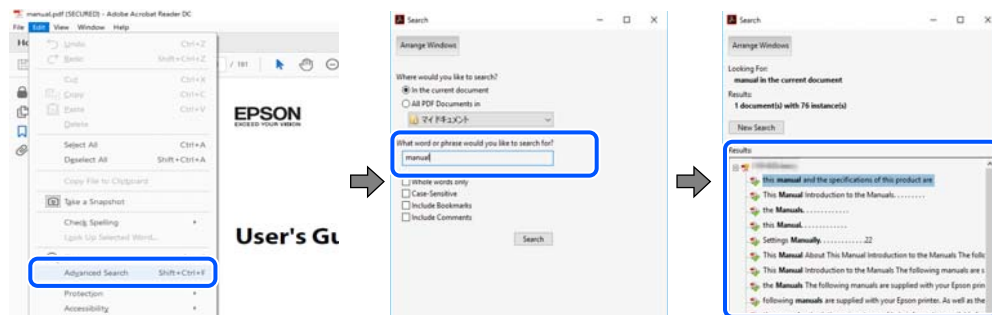 manual.pdf (SECURED) - Adobe Acrobat Reader DC
File Edit View Window Help
Undo Ctrl+Z
Redo Shift+Ctrl+Z
Cut Ctrl+X
Copy Ctrl+C
Paste Ctrl+V
Delete
Select All Ctrl+A
Deselect All Shift+Ctrl+A
Copy File to Clipboard
Take a Snapshot
Check Spelling
Look Up Selected Word...
Advanced Search Shift+Ctrl+F
Protection
Accessibility
/ 181
EPSON
EXCEED YOUR VISION
User's Gu
Search
Arrange Windows
Where would you like to search?
In the current document
All PDF Documents in
マイ ドキュメント
What word or phrase would you like to search for?
manual
Whole words only
Case-Sensitive
Include Bookmarks
Include Comments
Search
Search
Arrange Windows
Looking For:
manual in the current document
Results:
1 document(s) with 76 instance(s)
New Search
Results:
this manual and the specifications of this product are
This Manual Introduction to the Manuals. . . . . . . . .
the Manuals. . . . . . . . . . . . .
this Manual. . . . . . . . . . . . .
Settings Manually. . . . . . . . . . . . .22
This Manual About This Manual Introduction to the Manuals The follo
This Manual Introduction to the Manuals The following manuals are s
the Manuals The following manuals are supplied with your Epson prin
following manuals are supplied with your Epson printer. As well as the